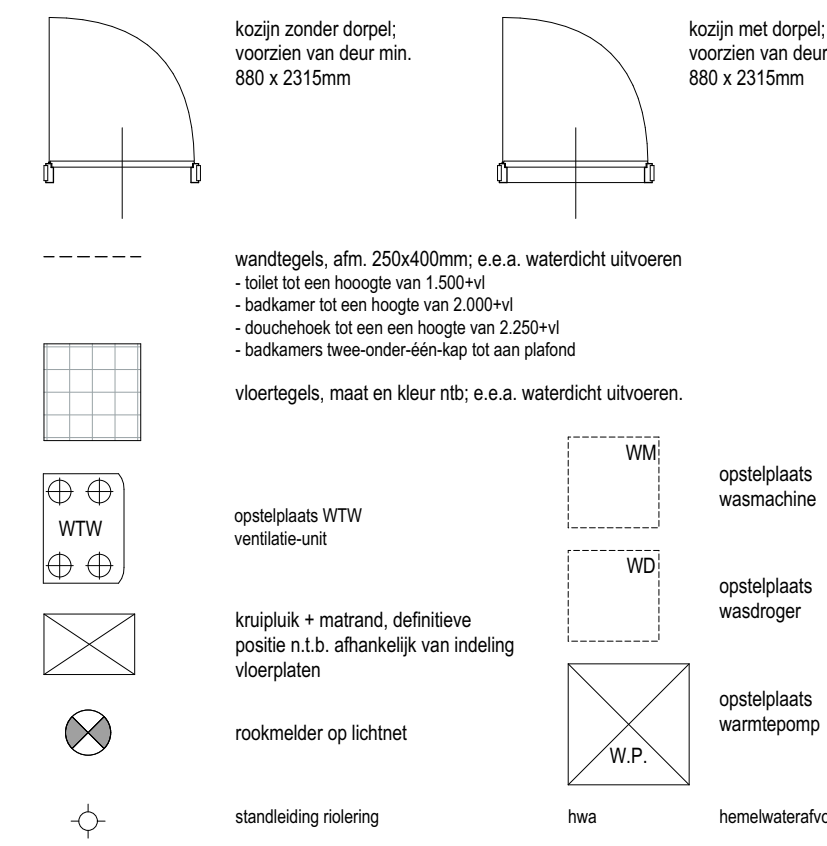 kozijn zonder dorpel;
voorzien van deur min.
880 x 2315mm
kozijn met dorpel;
voorzien van deur
880 x 2315mm
wandtegels, afm. 250x400mm; e.e.a. waterdicht uitvoeren
- toilet tot een hooogte van 1.500+vl
- badkamer tot een hoogte van 2.000+vl
- douchehoek tot een een hoogte van 2.250+vl
- badkamers twee-onder-één-kap tot aan plafond
vloertegels, maat en kleur ntb; e.e.a. waterdicht uitvoeren.
WTW
opstelplaats WTW
ventilatie-unit
WM
opstelplaats
wasmachine
WD
opstelplaats
wasdroger
kruipluik + matrand, definitieve
positie n.t.b. afhankelijk van indeling
vloerplaten
rookmelder op lichtnet
W.P.
opstelplaats
warmtepomp
standleiding riolering
hwa